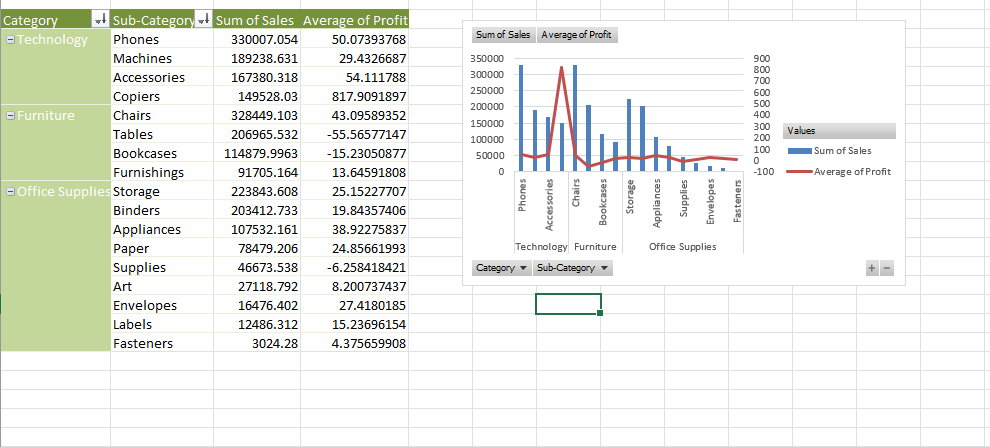 Category Sub-Category Sum of Sales Average of Profit
Technology Phones 330007.054 50.07393768
Machines 189238.631 29.4326687
Accessories 167380.318 54.111788
Copiers 149528.03 817.9091897
Furniture Chairs 328449.103 43.09589352
Tables 206965.532 -55.56577147
Bookcases 114879.9963 -15.23050877
Furnishings 91705.164 13.64591808
Office Supplies Storage 223843.608 25.15227707
Binders 203412.733 19.84357406
Appliances 107532.161 38.92275837
Paper 78479.206 24.85661993
Supplies 46673.538 -6.258418421
Art 27118.792 8.200737437
Envelopes 16476.402 27.4180185
Labels 12486.312 15.23696154
Fasteners 3024.28 4.375659908
Sum of Sales Average of Profit
350000
300000
250000
200000
150000
100000
50000
0
900
800
700
600
500
400
300
200
100
0
-100
Phones
Accessories
Chairs
Bookcases
Storage
Appliances
Supplies
Envelopes
Fasteners
Technology Furniture Office Supplies
Values
Sum of Sales
Average of Profit
Category Sub-Category